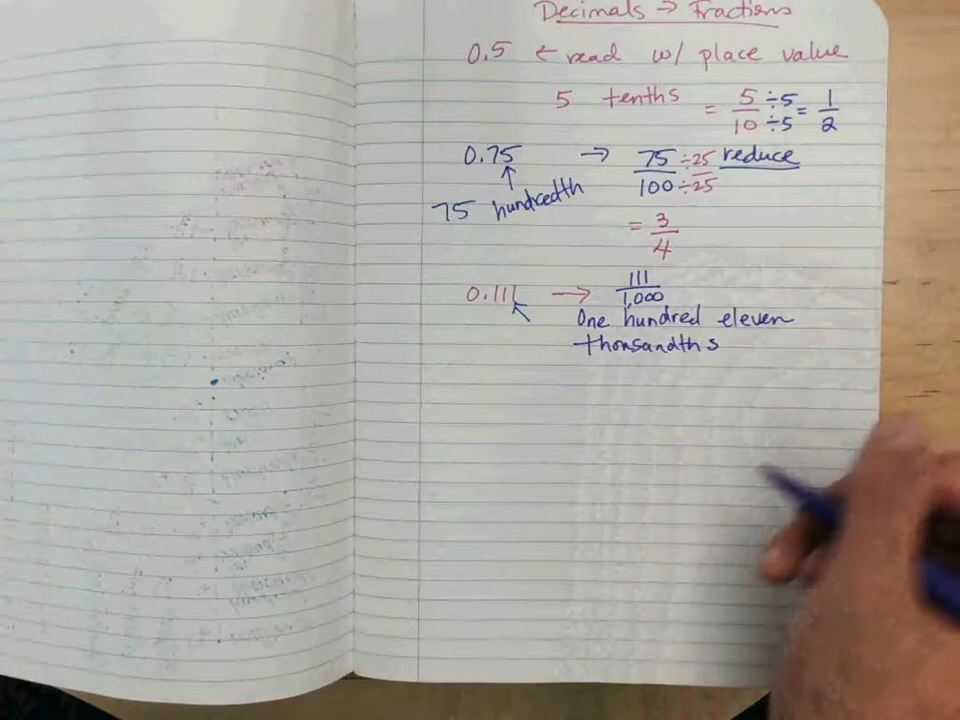 Decimals → Fractions
0.5 ← read w/ place value
5 tenths = 5/10 ÷5/÷5 = 1/2
0.75 → 75/100 ÷25/÷25 reduce
75 hundredth
= 3/4
0.111 → 111/1,000
One hundred eleven
thousandths